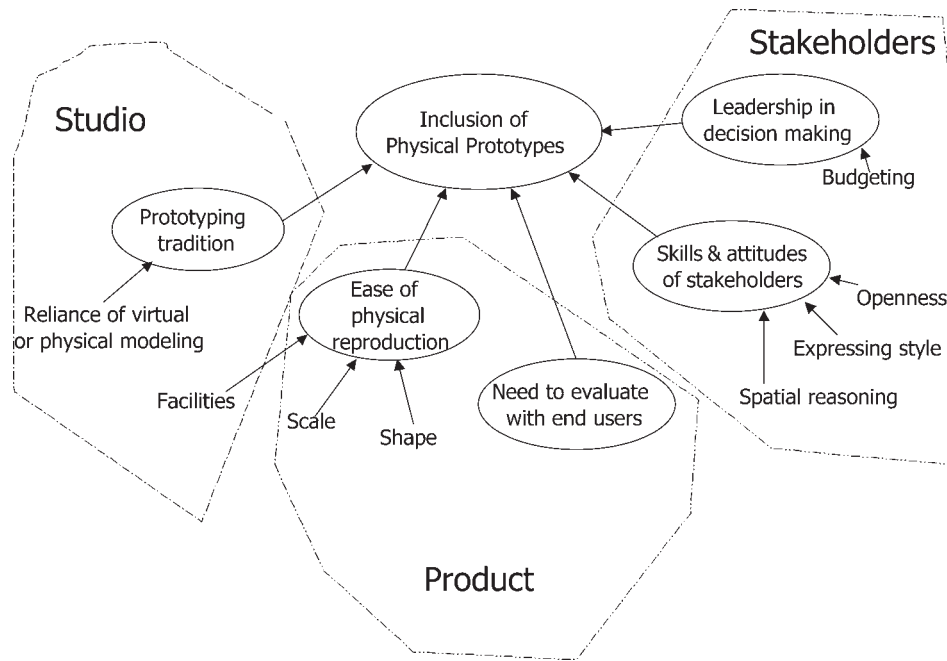 Stakeholders
Studio
Inclusion of
Physical Prototypes
Leadership in
decision making
Budgeting
Prototyping
tradition
Skills & attitudes
of stakeholders
Openness
Reliance of virtual
or physical modeling
Ease of
physical
reproduction
Expressing style
Facilities
Scale
Shape
Need to evaluate
with end users
Spatial reasoning
Product